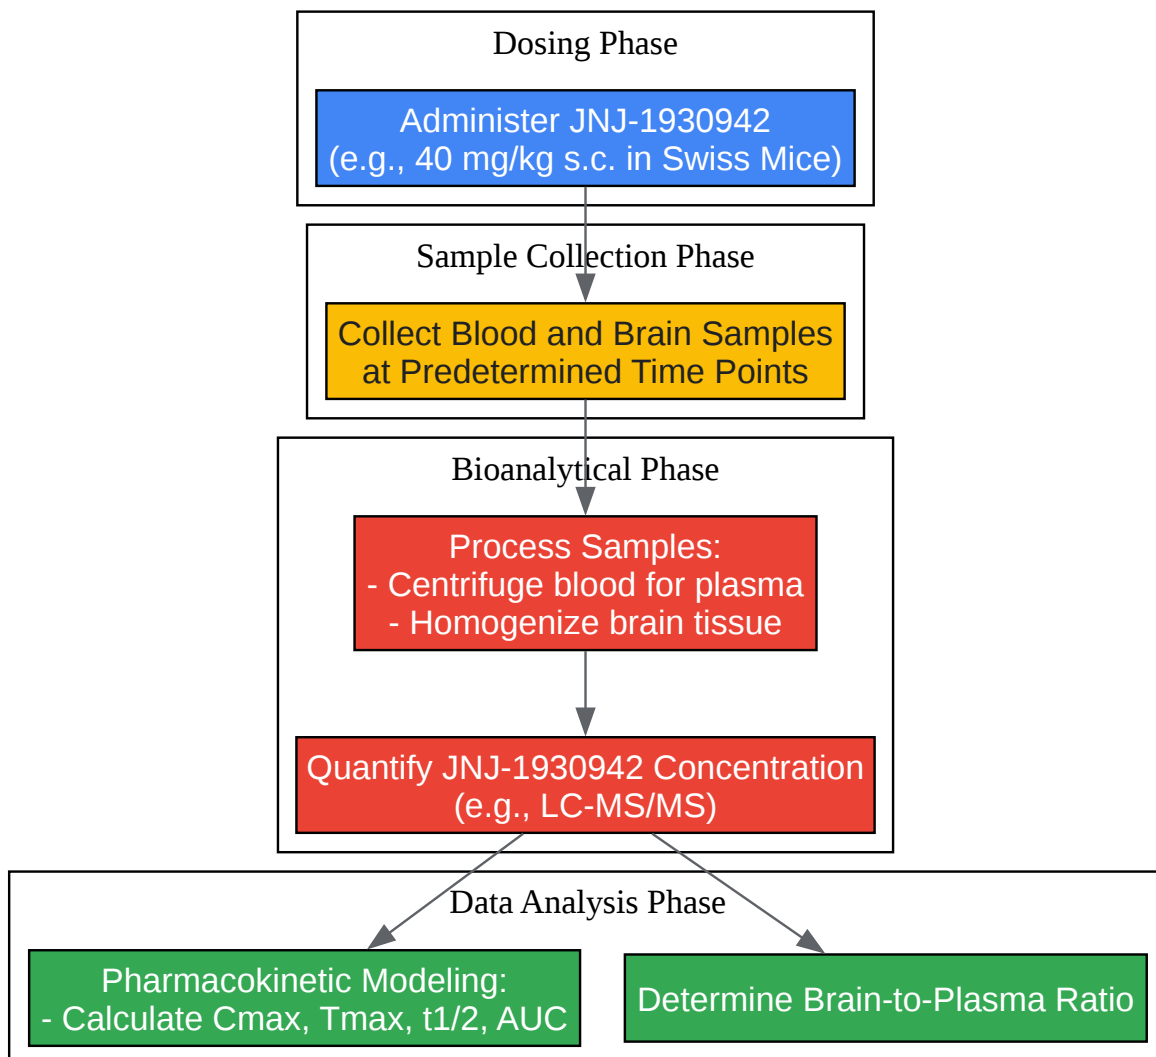 Dosing Phase
Administer JNJ-1930942
(e.g., 40 mg/kg s.c. in Swiss Mice)
Sample Collection Phase
Collect Blood and Brain Samples
at Predetermined Time Points
Bioanalytical Phase
Process Samples:
- Centrifuge blood for plasma
- Homogenize brain tissue
Quantify JNJ-1930942 Concentration
(e.g., LC-MS/MS)
Data Analysis Phase
Pharmacokinetic Modeling:
- Calculate Cmax, Tmax, t1/2, AUC
Determine Brain-to-Plasma Ratio